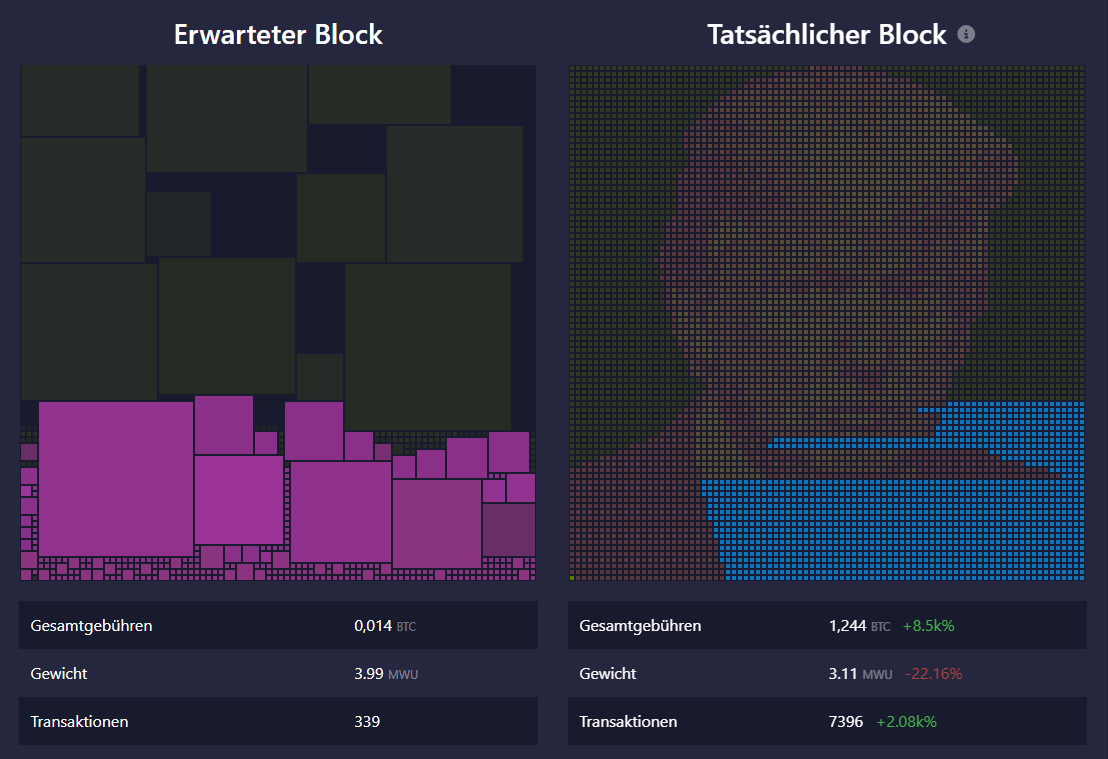 Erwarteter Block
Tatsächlicher Block
Gesamtgebühren 0,014 BTC
Gewicht 3.99 MWU
Transaktionen 339
Gesamtgebühren 1,244 BTC +8.5k%
Gewicht 3.11 MWU -22.16%
Transaktionen 7396 +2.08k%